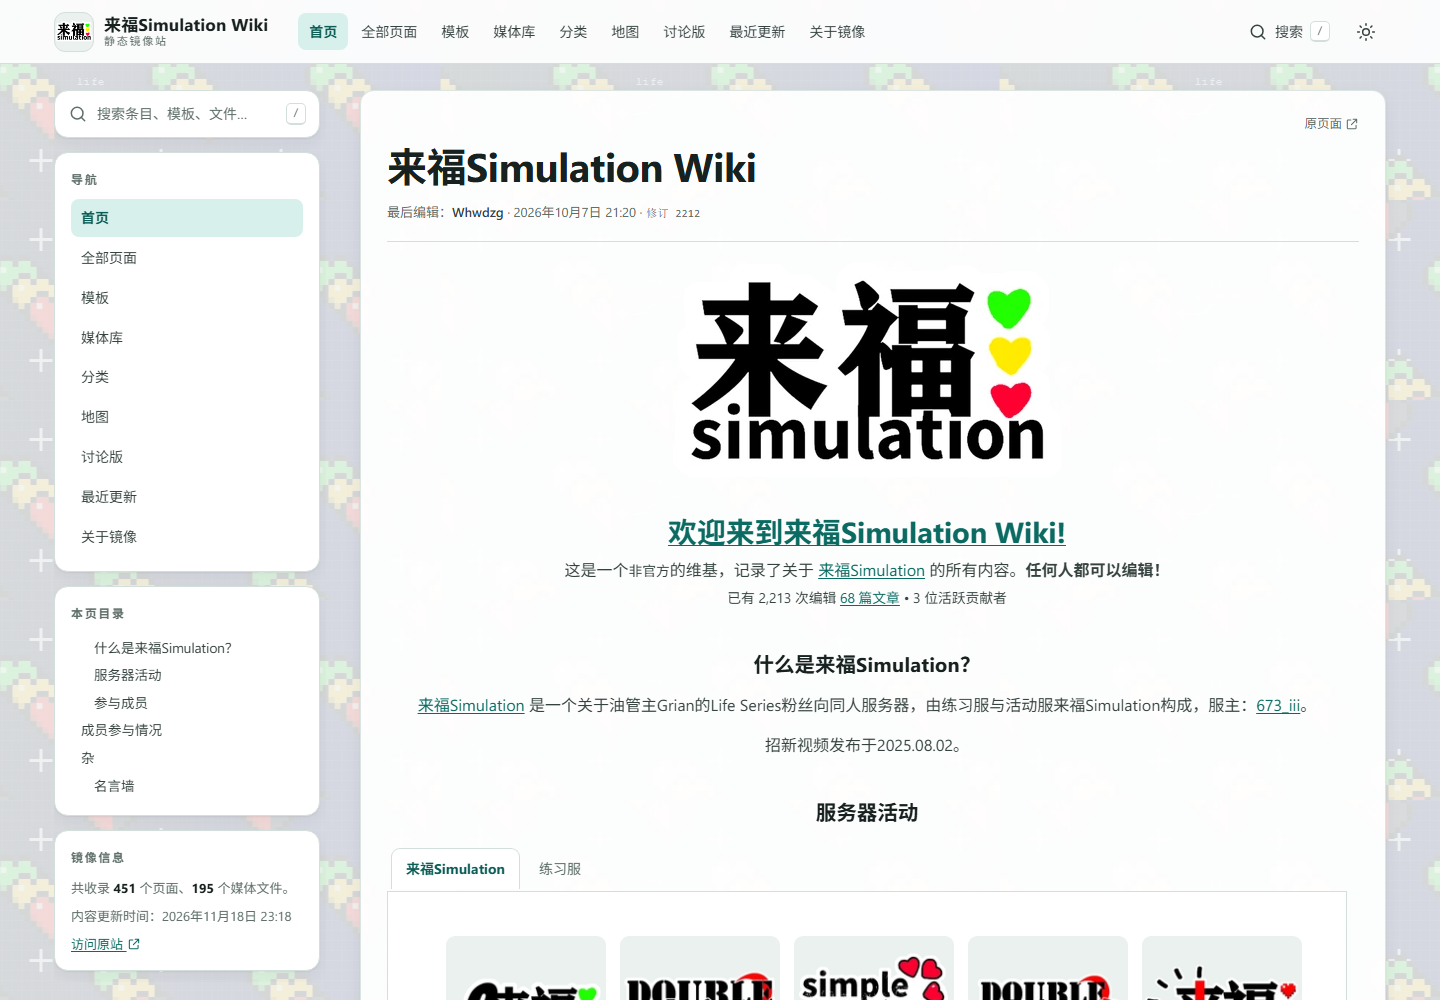 来福Simulation Wiki
静态镜像站
首页 全部页面 模板 媒体库 分类 地图 讨论版 最近更新 关于镜像
搜索 /
life life life
搜索条目、模板、文件... /
导航
首页
全部页面
模板
媒体库
分类
地图
讨论版
最近更新
关于镜像
本页目录
什么是来福Simulation？
服务器活动
参与成员
成员参与情况
杂
名言墙
镜像信息
共收录 451 个页面、195 个媒体文件。
内容更新时间：2026年11月18日 23:18
访问原站
原页面
来福Simulation Wiki
最后编辑：Whwdzg · 2026年10月7日 21:20 · 修订 2212
来福
simulation
欢迎来到来福Simulation Wiki!
这是一个非官方的维基，记录了关于 来福Simulation 的所有内容。任何人都可以编辑！
已有 2,213 次编辑 68 篇文章 • 3 位活跃贡献者
什么是来福Simulation？
来福Simulation 是一个关于油管主Grian的Life Series粉丝向同人服务器，由练习服与活动服来福Simulation构成，服主：673_iii。
招新视频发布于2025.08.02。
服务器活动
来福Simulation 练习服
来福 DOUBLE simple DOUBLE 来福